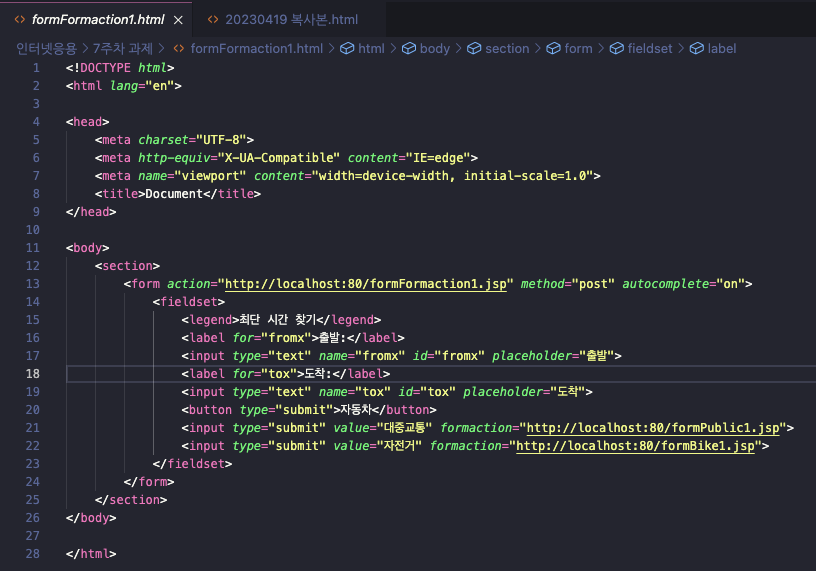 formFormaction1.html
20230419 복사본.html
인터넷응용 > 7주차 과제 > formFormaction1.html > html > body > section > form > fieldset > label
1 <!DOCTYPE html>
2 <html lang="en">
3
4 <head>
5 <meta charset="UTF-8">
6 <meta http-equiv="X-UA-Compatible" content="IE=edge">
7 <meta name="viewport" content="width=device-width, initial-scale=1.0">
8 <title>Document</title>
9 </head>
10
11 <body>
12 <section>
13 <form action="http://localhost:80/formFormaction1.jsp" method="post" autocomplete="on">
14 <fieldset>
15 <legend>최단 시간 찾기</legend>
16 <label for="fromx">출발:</label>
17 <input type="text" name="fromx" id="fromx" placeholder="출발">
18 <label for="tox">도착:</label>
19 <input type="text" name="tox" id="tox" placeholder="도착">
20 <button type="submit">자동차</button>
21 <input type="submit" value="대중교통" formaction="http://localhost:80/formPublic1.jsp">
22 <input type="submit" value="자전거" formaction="http://localhost:80/formBike1.jsp">
23 </fieldset>
24 </form>
25 </section>
26 </body>
27
28 </html>